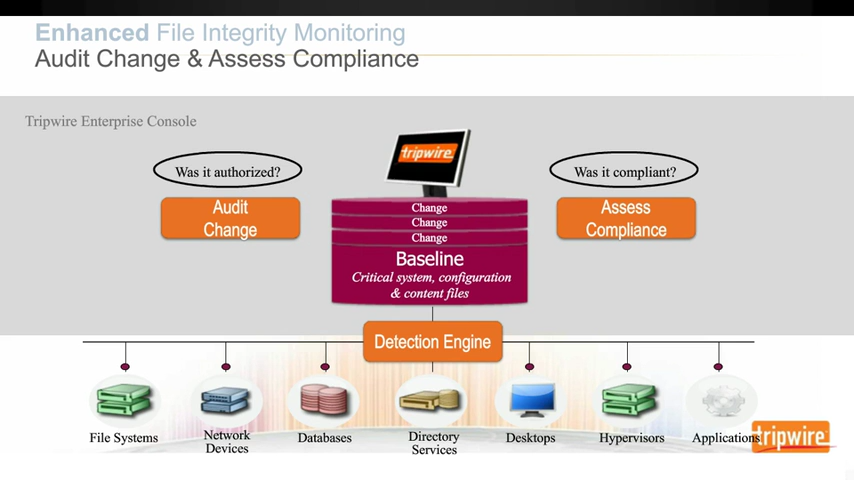 Enhanced File Integrity Monitoring
Audit Change & Assess Compliance
Tripwire Enterprise Console
tripwire
Was it authorized?
Was it compliant?
Audit
Change
Assess
Compliance
Change
Change
Change
Baseline
Critical system, configuration
& content files
Detection Engine
File Systems
Network
Devices
Databases
Directory
Services
Desktops
Hypervisors
Applications
tripwire